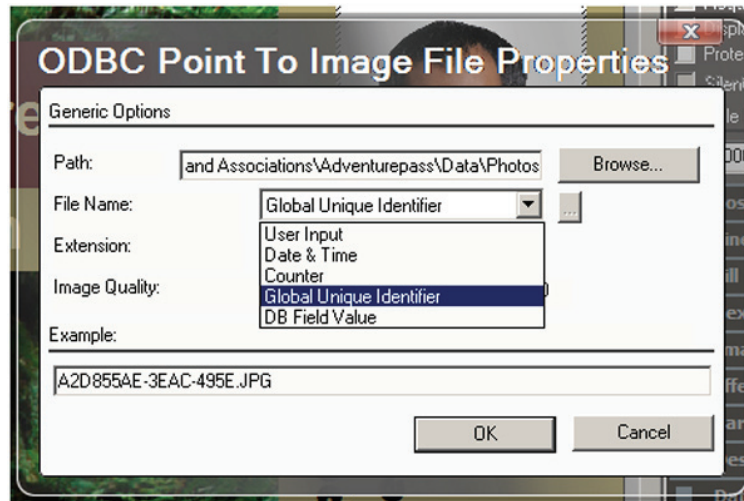 ODBC Point To Image File Properties
Generic Options
Path: and Associations\Adventurepass\Data\Photos Browse...
File Name: Global Unique Identifier ...
User Input
Date & Time
Counter
Global Unique Identifier
DB Field Value
Extension:
Image Quality:
Example:
A2D855AE-3EAC-495E.JPG
OK Cancel